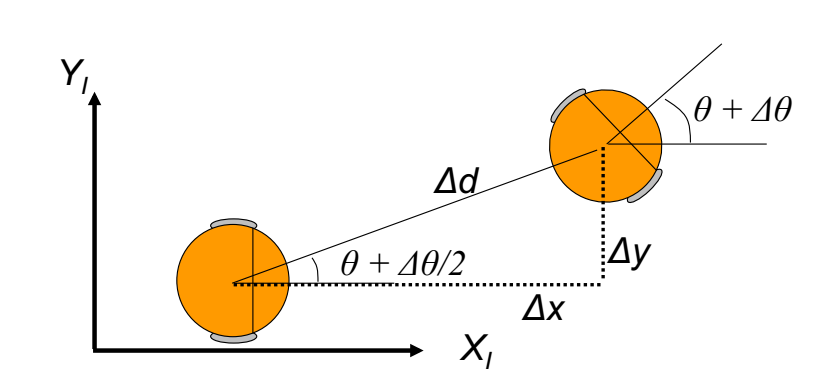 Y_I
θ + Δθ
Δd
θ + Δθ/2
Δy
Δx
X_I